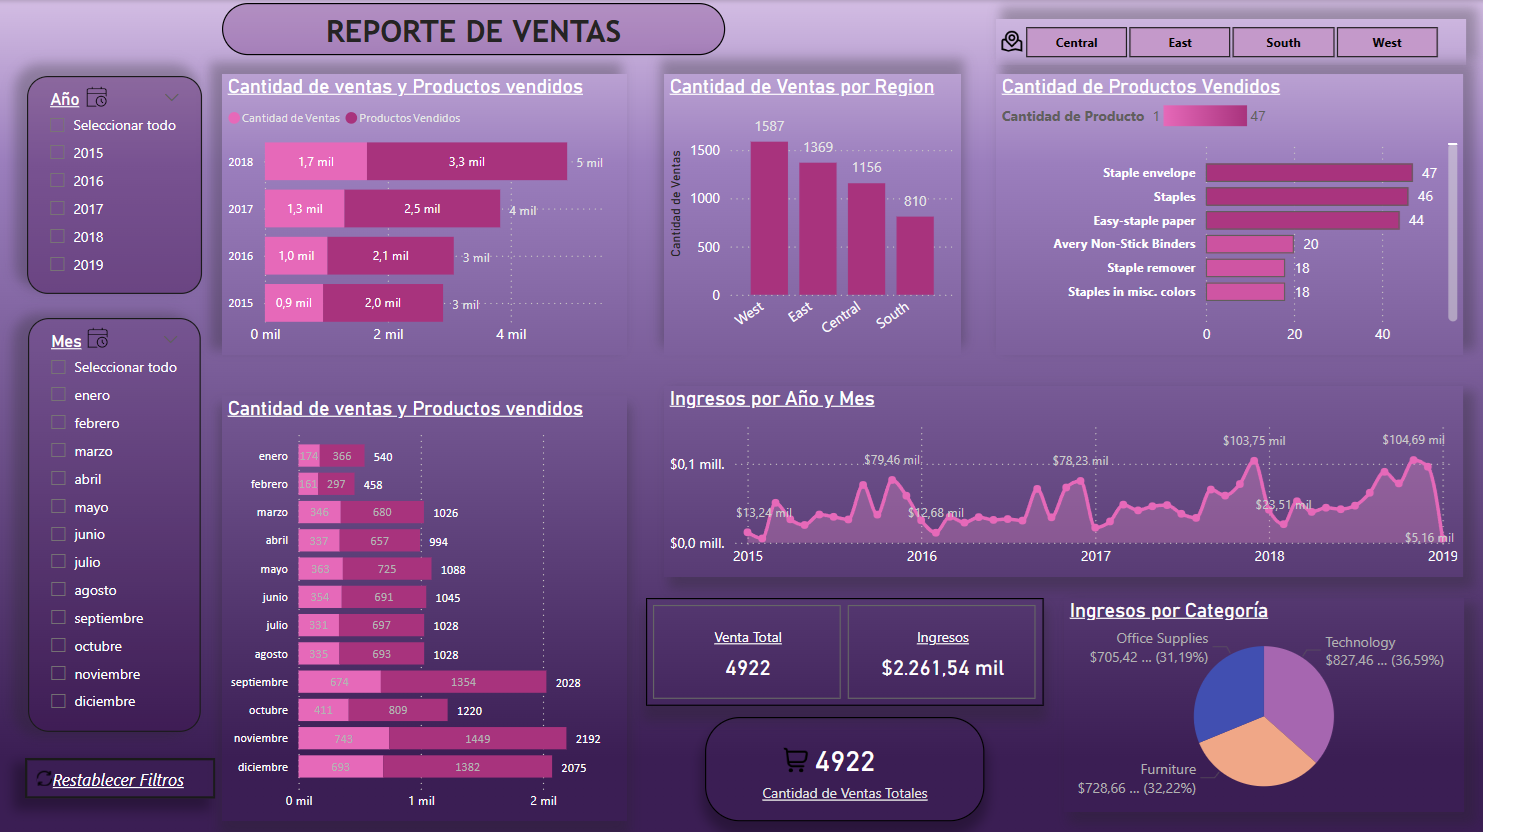 REPORTE DE VENTAS
Central
East
South
West
Año
Seleccionar todo
2015
2016
2017
2018
2019
Mes
Seleccionar todo
enero
febrero
marzo
abril
mayo
junio
julio
agosto
septiembre
octubre
noviembre
diciembre
Restablecer Filtros
Cantidad de ventas y Productos vendidos
Cantidad de Ventas Productos Vendidos
2018 1,7 mil 3,3 mil 5 mil
2017 1,3 mil 2,5 mil 4 mil
2016 1,0 mil 2,1 mil 3 mil
2015 0,9 mil 2,0 mil 3 mil
0 mil 2 mil 4 mil
Cantidad de Ventas por Region
Cantidad de Ventas
1500
1000
500
0
1587
1369
1156
810
West
East
Central
South
Cantidad de Productos Vendidos
Cantidad de Producto 1 47
Staple envelope 47
Staples 46
Easy-staple paper 44
Avery Non-Stick Binders 20
Staple remover 18
Staples in misc. colors 18
0 20 40
Cantidad de ventas y Productos vendidos
enero 174 366 540
febrero 161 297 458
marzo 346 680 1026
abril 337 657 994
mayo 363 725 1088
junio 354 691 1045
julio 331 697 1028
agosto 335 693 1028
septiembre 674 1354 2028
octubre 411 809 1220
noviembre 743 1449 2192
diciembre 693 1382 2075
0 mil 1 mil 2 mil
Ingresos por Año y Mes
$0,1 mill.
$0,0 mill.
$13,24 mil
$79,46 mil
$12,68 mil
$78,23 mil
$103,75 mil
$23,51 mil
$104,69 mil
$5,16 mil
2015 2016 2017 2018 2019
Venta Total
4922
Ingresos
$2.261,54 mil
4922
Cantidad de Ventas Totales
Ingresos por Categoría
Office Supplies
$705,42 ... (31,19%)
Technology
$827,46 ... (36,59%)
Furniture
$728,66 ... (32,22%)